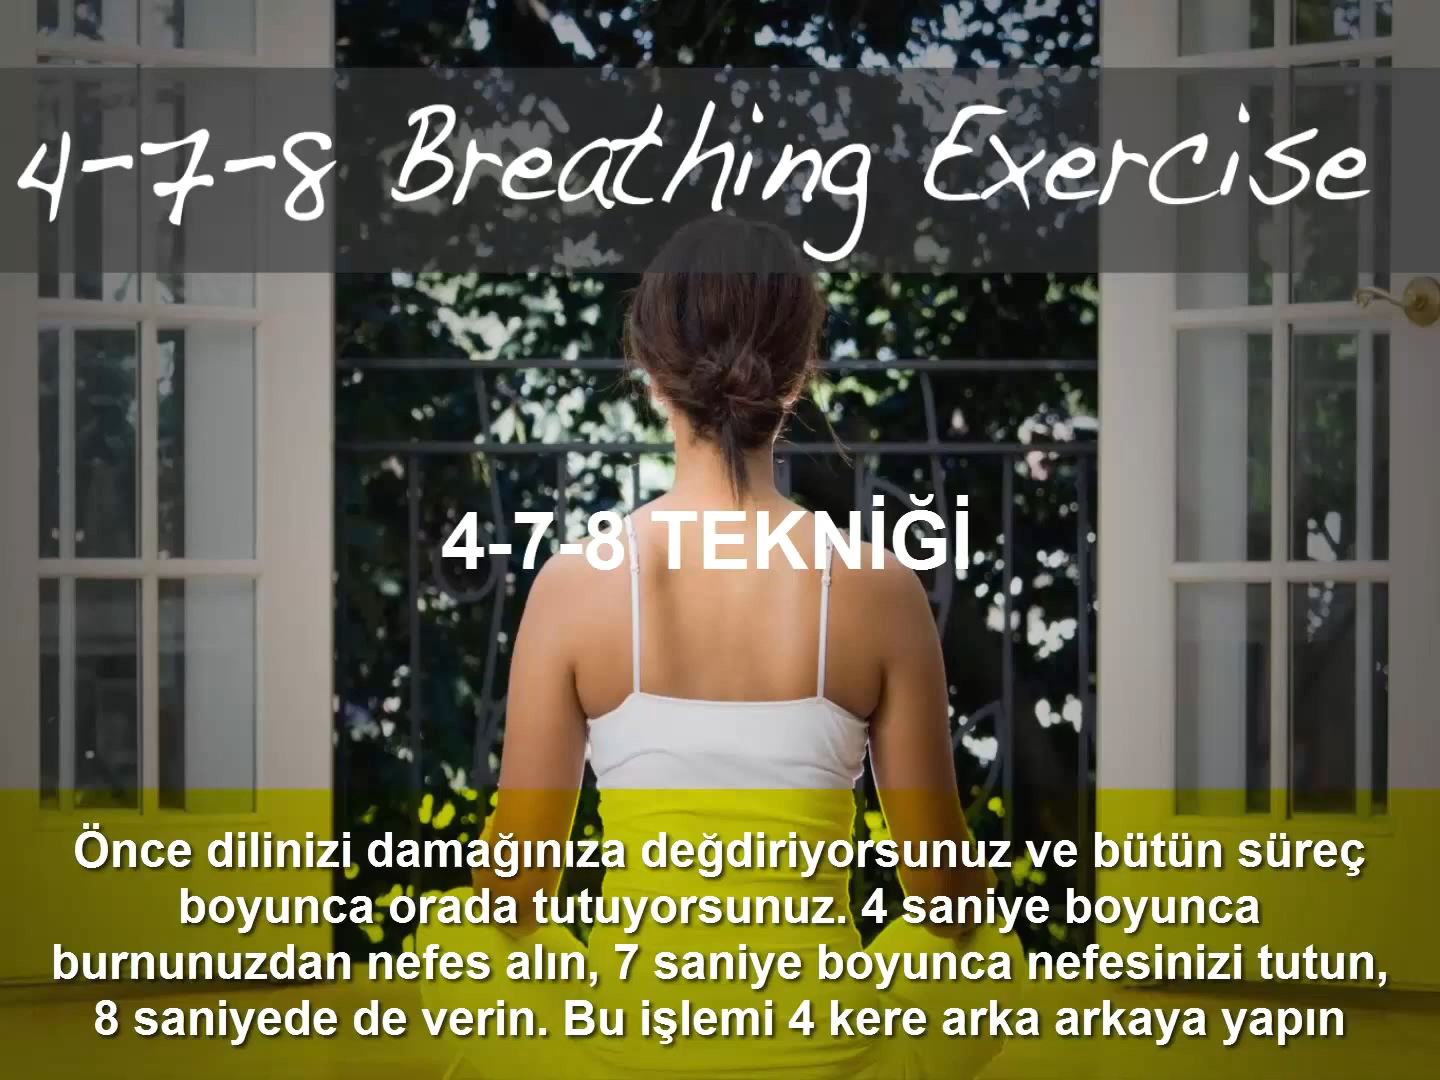 4-7-8 Breathing Exercise
4-7-8 TEKNİĞİ
Önce dilinizi damağınıza değdiriyorsunuz ve bütün süreç
boyunca orada tutuyorsunuz. 4 saniye boyunca
burnunuzdan nefes alın, 7 saniye boyunca nefesinizi tutun,
8 saniyede de verin. Bu işlemi 4 kere arka arkaya yapın